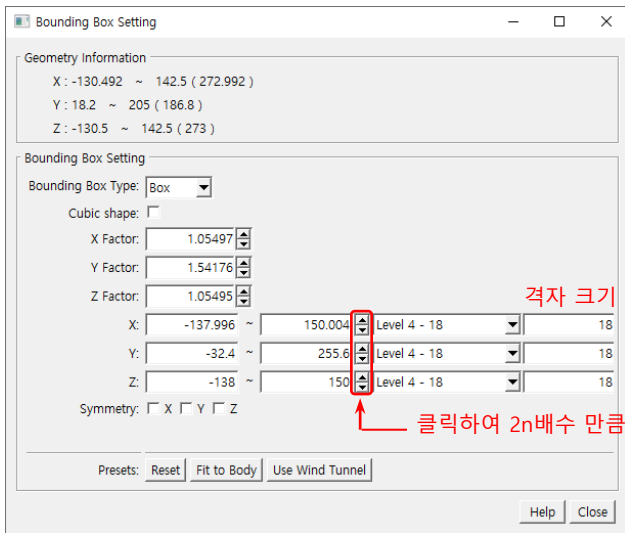 Bounding Box Setting
Geometry Information
X : -130.492 ~ 142.5 ( 272.992 )
Y : 18.2 ~ 205 ( 186.8 )
Z : -130.5 ~ 142.5 ( 273 )
Bounding Box Setting
Bounding Box Type: Box
Cubic shape:
X Factor: 1.05497
Y Factor: 1.54176
Z Factor: 1.05495
격자 크기
X: -137.996 ~ 150.004 Level 4 - 18 18
Y: -32.4 ~ 255.6 Level 4 - 18 18
Z: -138 ~ 150 Level 4 - 18 18
Symmetry: X Y Z
클릭하여 2n배수 만큼
Presets: Reset Fit to Body Use Wind Tunnel
Help Close